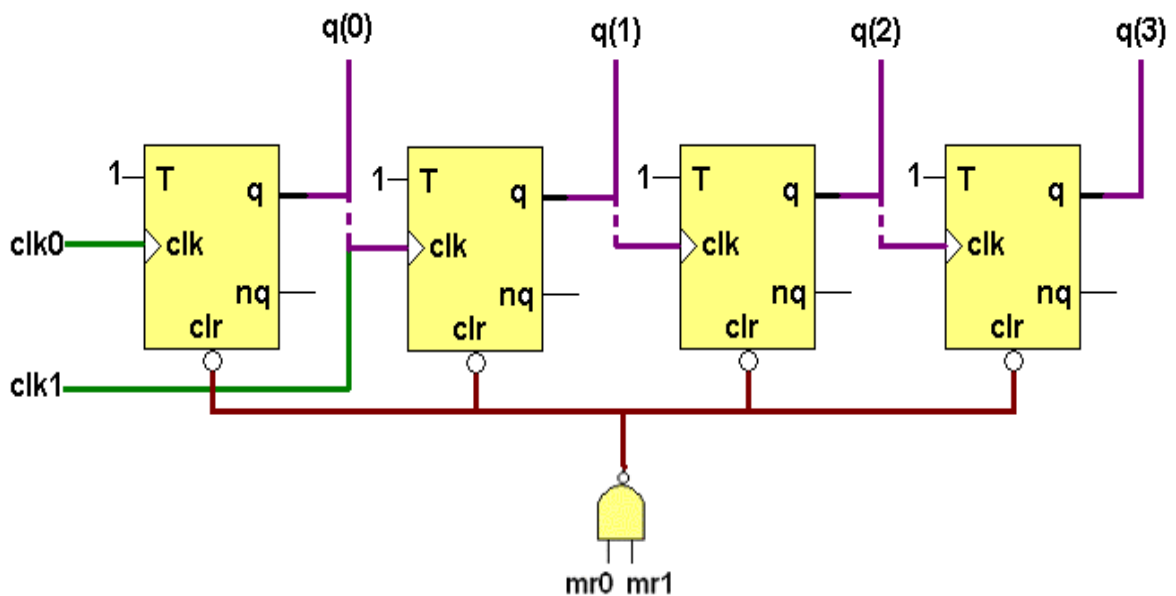 q(0) q(1) q(2) q(3)
1 T q 1 T q 1 T q 1 T q
clk0 clk clk clk clk
nq nq nq nq
clr clr clr clr
clk1
mr0 mr1